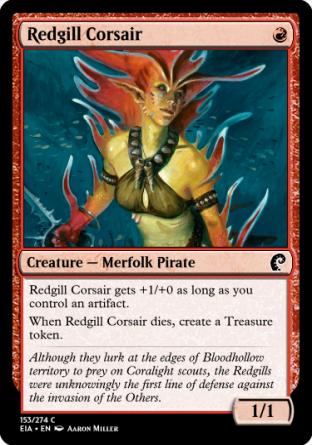 Redgill Corsair
Creature — Merfolk Pirate
Redgill Corsair gets +1/+0 as long as you
control an artifact.
When Redgill Corsair dies, create a Treasure
token.
Although they lurk at the edges of Bloodhollow
territory to prey on Coralight scouts, the Redgills
were unknowingly the first line of defense against
the invasion of the Others.
1/1
153/274 C
EIA • EN Aaron Miller